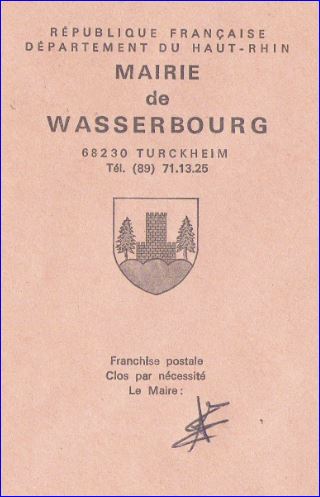 RÉPUBLIQUE FRANÇAISE
DÉPARTEMENT DU HAUT-RHIN
MAIRIE
de
WASSERBOURG
68230 TURCKHEIM
Tél. (89) 71.13.25
Franchise postale
Clos par nécessité
Le Maire :